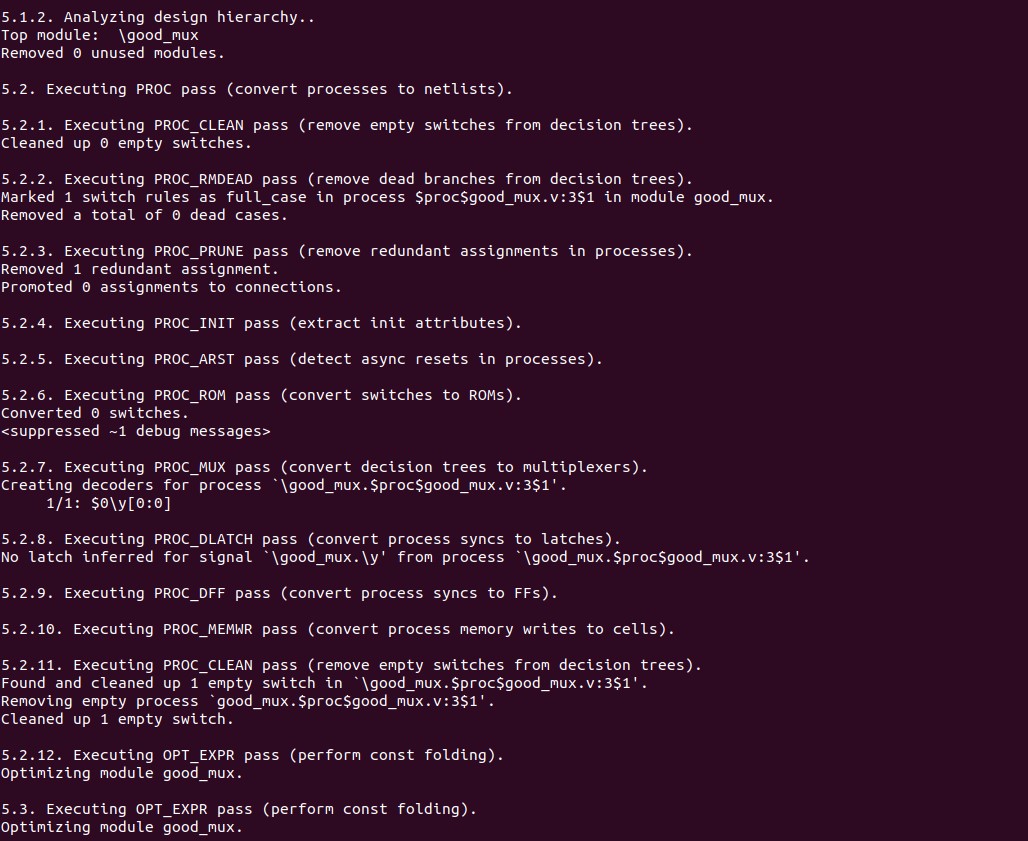 5.1.2. Analyzing design hierarchy..
Top module:  \good_mux
Removed 0 unused modules.
5.2. Executing PROC pass (convert processes to netlists).
5.2.1. Executing PROC_CLEAN pass (remove empty switches from decision trees).
Cleaned up 0 empty switches.
5.2.2. Executing PROC_RMDEAD pass (remove dead branches from decision trees).
Marked 1 switch rules as full_case in process $proc$good_mux.v:3$1 in module good_mux.
Removed a total of 0 dead cases.
5.2.3. Executing PROC_PRUNE pass (remove redundant assignments in processes).
Removed 1 redundant assignment.
Promoted 0 assignments to connections.
5.2.4. Executing PROC_INIT pass (extract init attributes).
5.2.5. Executing PROC_ARST pass (detect async resets in processes).
5.2.6. Executing PROC_ROM pass (convert switches to ROMs).
Converted 0 switches.
<suppressed ~1 debug messages>
5.2.7. Executing PROC_MUX pass (convert decision trees to multiplexers).
Creating decoders for process `\good_mux.$proc$good_mux.v:3$1'.
     1/1: $0\y[0:0]
5.2.8. Executing PROC_DLATCH pass (convert process syncs to latches).
No latch inferred for signal `\good_mux.\y' from process `\good_mux.$proc$good_mux.v:3$1'.
5.2.9. Executing PROC_DFF pass (convert process syncs to FFs).
5.2.10. Executing PROC_MEMWR pass (convert process memory writes to cells).
5.2.11. Executing PROC_CLEAN pass (remove empty switches from decision trees).
Found and cleaned up 1 empty switch in `\good_mux.$proc$good_mux.v:3$1'.
Removing empty process `good_mux.$proc$good_mux.v:3$1'.
Cleaned up 1 empty switch.
5.2.12. Executing OPT_EXPR pass (perform const folding).
Optimizing module good_mux.
5.3. Executing OPT_EXPR pass (perform const folding).
Optimizing module good_mux.